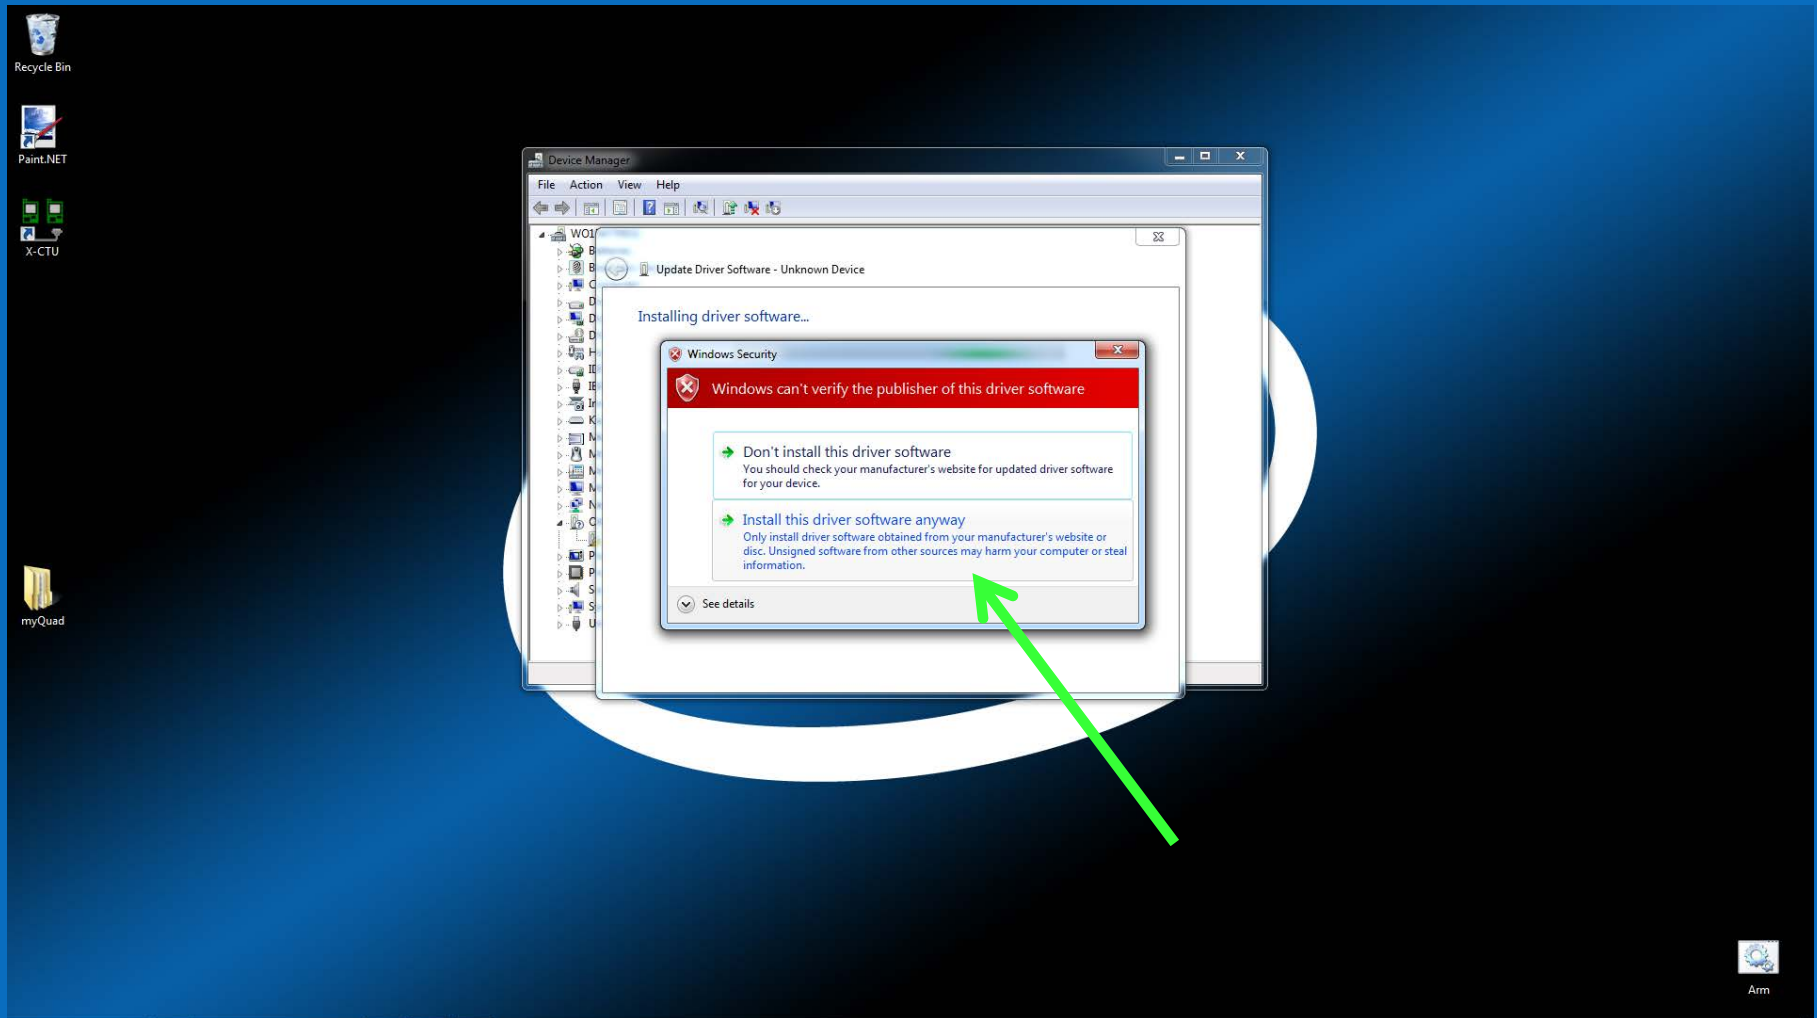 Recycle Bin
Paint.NET
X-CTU
myQuad
Device Manager
File Action View Help
Update Driver Software - Unknown Device
Installing driver software...
Windows Security
Windows can't verify the publisher of this driver software
Don't install this driver software
You should check your manufacturer's website for updated driver software
for your device.
Install this driver software anyway
Only install driver software obtained from your manufacturer's website or
disc. Unsigned software from other sources may harm your computer or steal
information.
See details
Arm